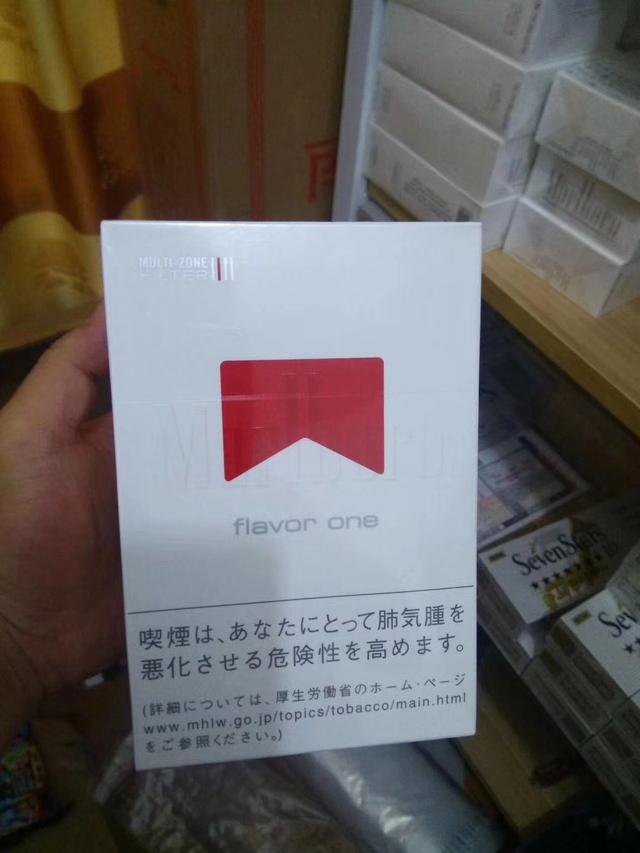 MULTI-ZONE
FILTER
Marlboro
flavor one
喫煙は、あなたにとって肺気腫を
悪化させる危険性を高めます。
(詳細については、厚生労働省のホーム・ページ
www.mhlw.go.jp/topics/tobacco/main.html
をご参照ください。)
Marlboro
SevenStars